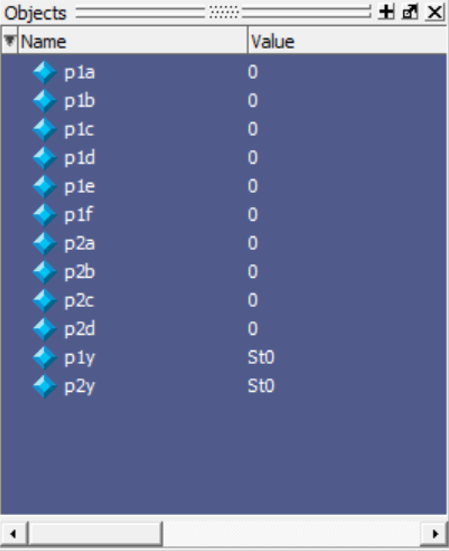 Objects
Name Value
p1a 0
p1b 0
p1c 0
p1d 0
p1e 0
p1f 0
p2a 0
p2b 0
p2c 0
p2d 0
p1y St0
p2y St0